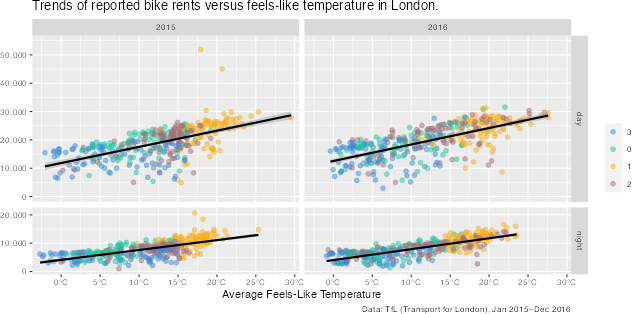 Trends of reported bike rents versus feels-like temperature in London.
2015 2016
50,000
40,000
30,000
20,000
10,000
0
day
20,000
10,000
0
night
3
0
1
2
0°C 5°C 10°C 15°C 20°C 25°C 30°C 0°C 5°C 10°C 15°C 20°C 25°C 30°C
Average Feels-Like Temperature
Data: TfL (Transport for London), Jan 2015–Dec 2016